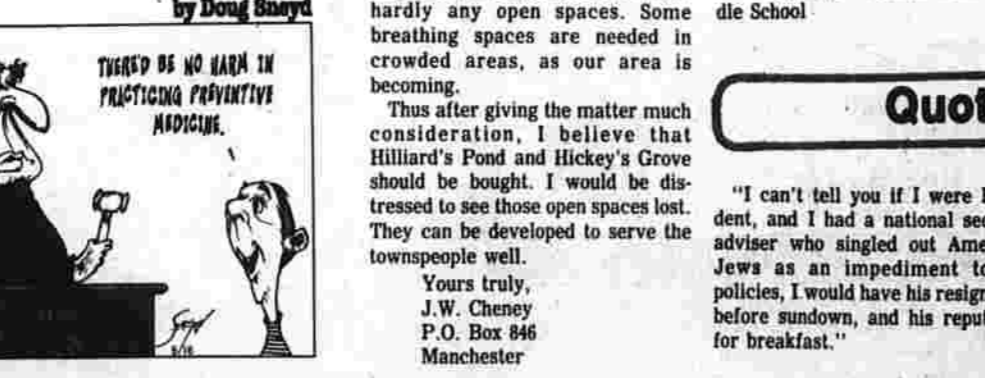 by Doug Sneyd
THERE'D BE NO HARM IN
PRACTICING PREVENTIVE
MEDICINE.
8/18
hardly any open spaces. Some
breathing spaces are needed in
crowded areas, as our area is
becoming.
Thus after giving the matter much
consideration, I believe that
Hilliard's Pond and Hickey's Grove
should be bought. I would be dis-
tressed to see those open spaces lost.
They can be developed to serve the
townspeople well.
Yours truly,
J.W. Cheney
P.O. Box 846
Manchester
dle School
Quot
"I can't tell you if I were
dent, and I had a national sec
adviser who singled out Ame
Jews as an impediment to
policies, I would have his resign
before sundown, and his reput
for breakfast."